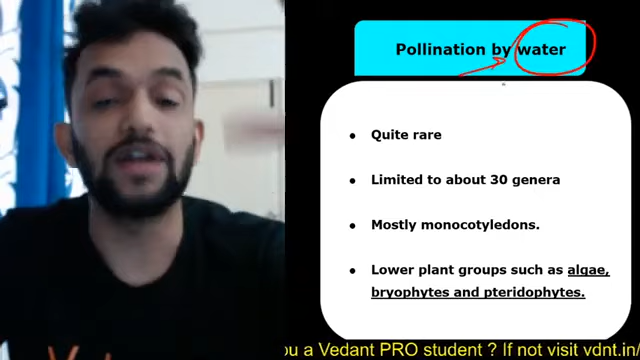 Pollination by water
• Quite rare
• Limited to about 30 genera
• Mostly monocotyledons.
• Lower plant groups such as algae,
bryophytes and pteridophytes.
ou a Vedant PRO student ? If not visit vdnt.in/